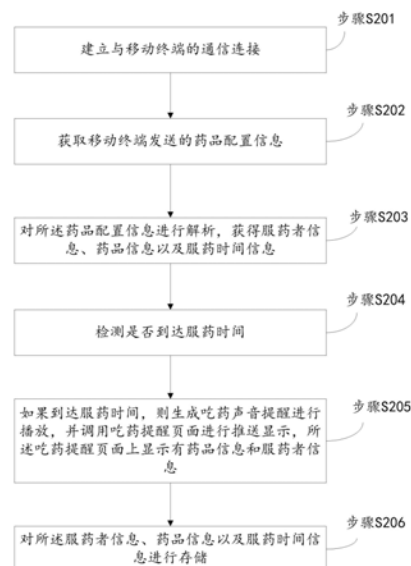 步骤S201
建立与移动终端的通信连接
步骤S202
获取移动终端发送的药品配置信息
步骤S203
对所述药品配置信息进行解析，获得服药者信
息、药品信息以及服药时间信息
步骤S204
检测是否到达服药时间
步骤S205
如果到达服药时间，则生成吃药声音提醒进行
播放，并调用吃药提醒页面进行推送显示，所
述吃药提醒页面上显示有药品信息和服药者信
息
步骤S206
对所述服药者信息、药品信息以及服药时间信
息进行存储